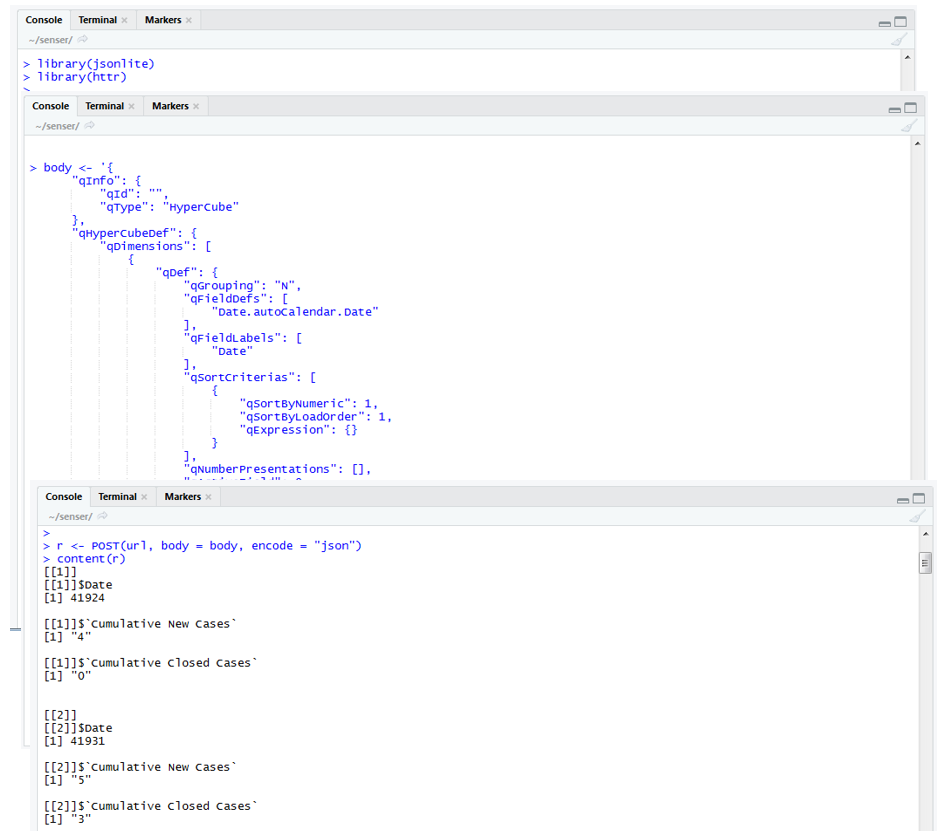 Console Terminal × Markers ×
~/senser/
> library(jsonlite)
> library(httr)
Console Terminal × Markers ×
~/senser/
> body <- '{
"qInfo": {
"qId": "",
"qType": "HyperCube"
},
"qHyperCubeDef": {
"qDimensions": [
{
"qDef": {
"qGrouping": "N",
"qFieldDefs": [
"Date.autoCalendar.Date"
],
"qFieldLabels": [
"Date"
],
"qSortCriterias": [
{
"qSortByNumeric": 1,
"qSortByLoadOrder": 1,
"qExpression": {}
}
],
"qNumberPresentations": [],
Console Terminal × Markers ×
~/senser/
>
> r <- POST(url, body = body, encode = "json")
> content(r)
[[1]]
[[1]]$Date
[1] 41924
[[1]]$`Cumulative New Cases`
[1] "4"
[[1]]$`Cumulative Closed Cases`
[1] "0"
[[2]]
[[2]]$Date
[1] 41931
[[2]]$`Cumulative New Cases`
[1] "5"
[[2]]$`Cumulative Closed Cases`
[1] "3"